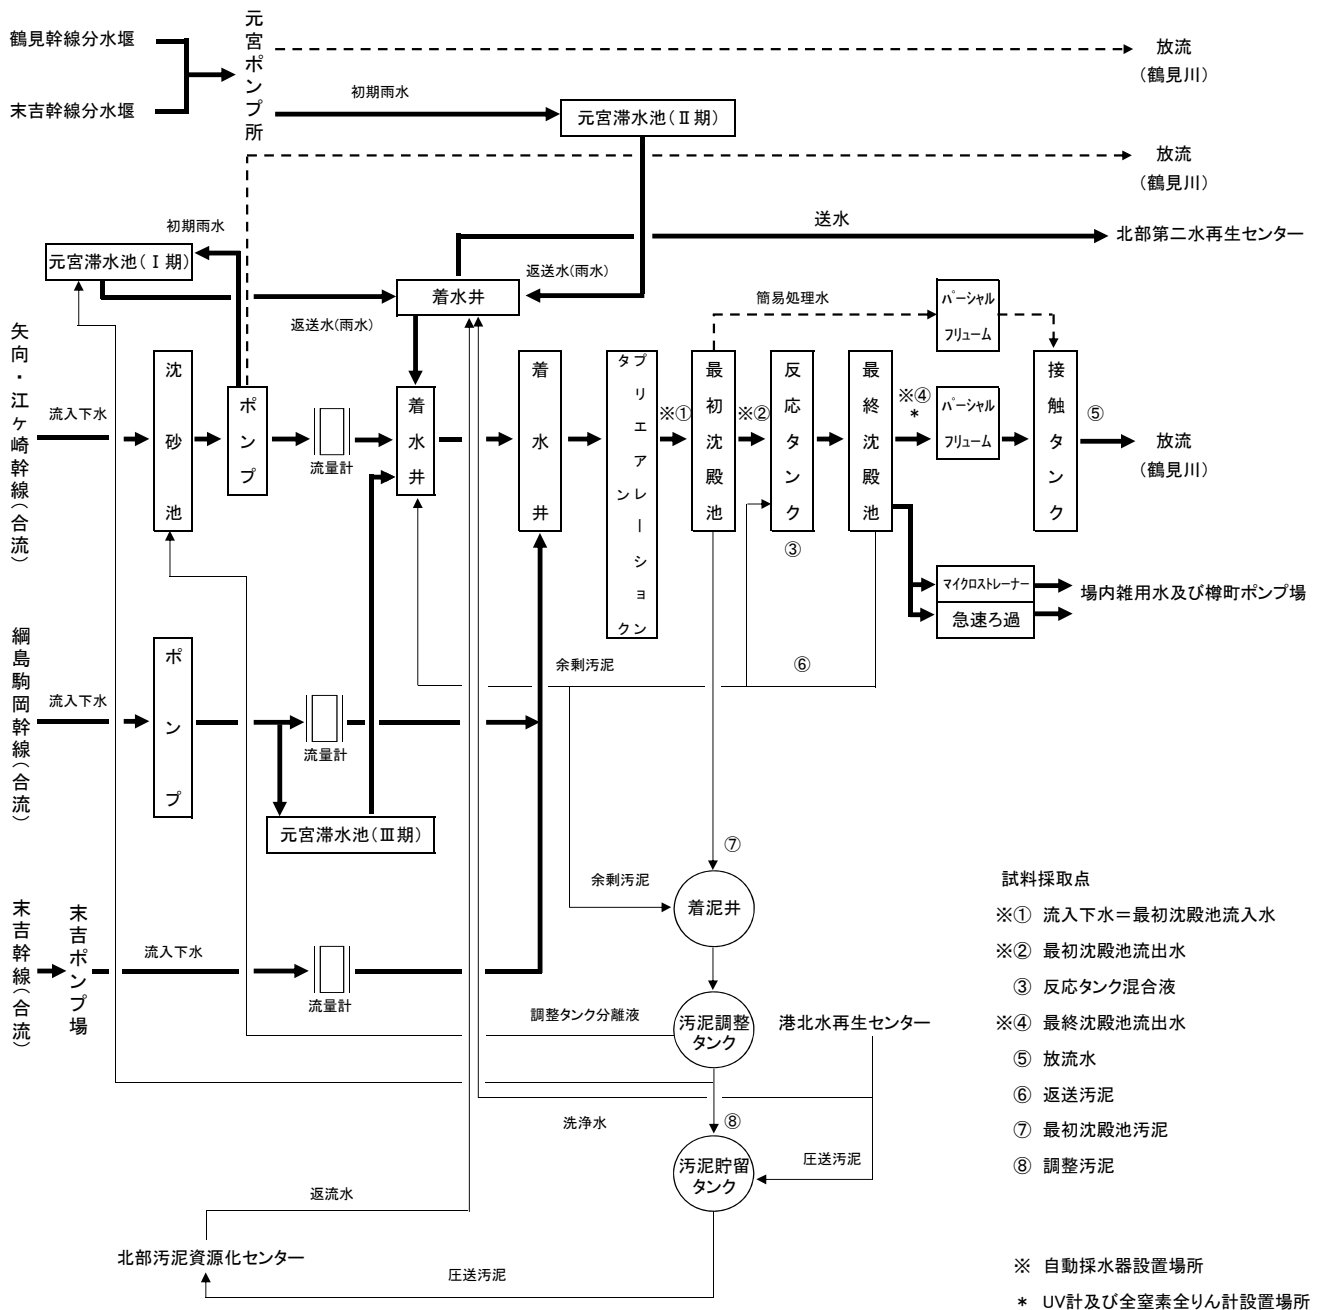 鶴見幹線分水堰
末吉幹線分水堰
元宮ポンプ所
放流
(鶴見川)
初期雨水
元宮滞水池(Ⅱ期)
放流
(鶴見川)
送水
北部第二水再生センター
初期雨水
元宮滞水池(Ⅰ期)
返送水(雨水)
着水井
返送水(雨水)
簡易処理水
パーシャル
フリューム
矢向・江ヶ崎幹線(合流)
流入下水
沈砂池
ポンプ
流量計
着水井
着水井
プリエアレーション
タンク
※①
最初沈殿池
※②
反応タンク
③
最終沈殿池
※④
*
パーシャル
フリューム
接触タンク
⑤
放流
(鶴見川)
マイクロストレーナー
急速ろ過
場内雑用水及び樽町ポンプ場
綱島駒岡幹線(合流)
流入下水
ポンプ
流量計
元宮滞水池(Ⅲ期)
余剰汚泥
⑥
⑦
余剰汚泥
着泥井
末吉幹線(合流)
末吉ポンプ場
流入下水
流量計
調整タンク分離液
汚泥調整
タンク
港北水再生センター
洗浄水
⑧
汚泥貯留
タンク
圧送汚泥
返流水
北部汚泥資源化センター
圧送汚泥
試料採取点
※① 流入下水=最初沈殿池流入水
※② 最初沈殿池流出水
③ 反応タンク混合液
※④ 最終沈殿池流出水
⑤ 放流水
⑥ 返送汚泥
⑦ 最初沈殿池汚泥
⑧ 調整汚泥
※ 自動採水器設置場所
* UV計及び全窒素全りん計設置場所